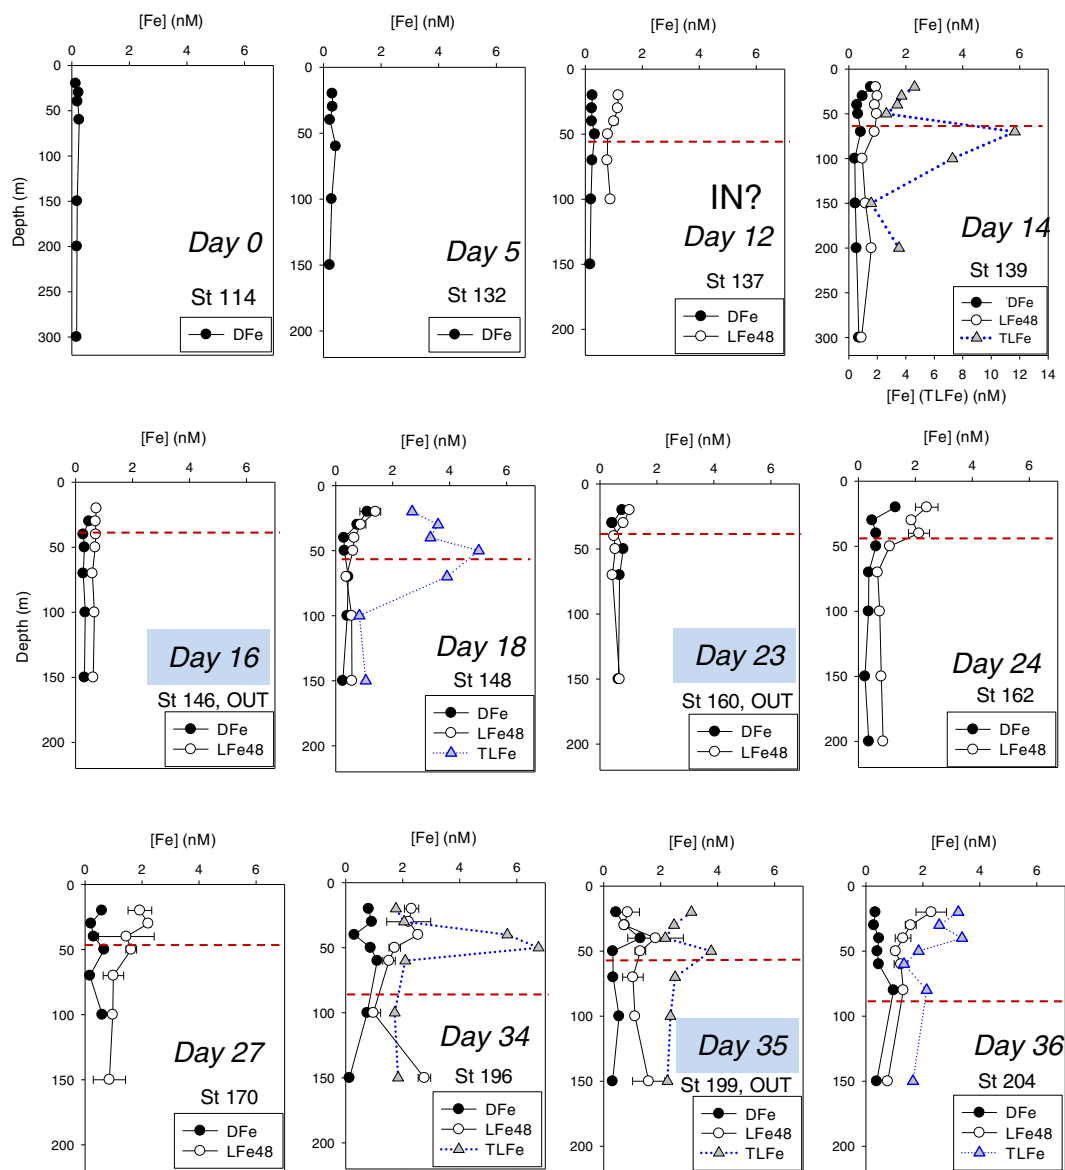 [Fe] (nM) [Fe] (nM) [Fe] (nM) [Fe] (nM)
0 2 4 6 0 2 4 6 0 2 4 6 0 2 4 6
Depth (m)
0
50
100
150
200
250
300
Day 0
St 114
DFe
0
50
100
150
200
Day 5
St 132
DFe
0
50
100
150
200
IN?
Day 12
St 137
DFe
LFe48
0
50
100
150
200
250
300
Day 14
St 139
DFe
LFe48
TLFe
0 2 4 6 8 10 12 14
[Fe] (TLFe) (nM)
[Fe] (nM) [Fe] (nM) [Fe] (nM) [Fe] (nM)
0 2 4 6 0 2 4 6 0 2 4 6 0 2 4 6
Depth (m)
0
50
100
150
200
Day 16
St 146, OUT
DFe
LFe48
0
50
100
150
200
Day 18
St 148
DFe
LFe48
TLFe
0
50
100
150
200
Day 23
St 160, OUT
DFe
LFe48
0
50
100
150
200
Day 24
St 162
DFe
LFe48
[Fe] (nM) [Fe] (nM) [Fe] (nM) [Fe] (nM)
0 2 4 6 0 2 4 6 0 2 4 6 0 2 4 6
0
50
100
150
200
Day 27
St 170
DFe
LFe48
0
50
100
150
200
Day 34
St 196
DFe
LFe48
TLFe
0
50
100
150
200
Day 35
St 199, OUT
DFe
LFe48
TLFe
0
50
100
150
200
Day 36
St 204
DFe
LFe48
TLFe